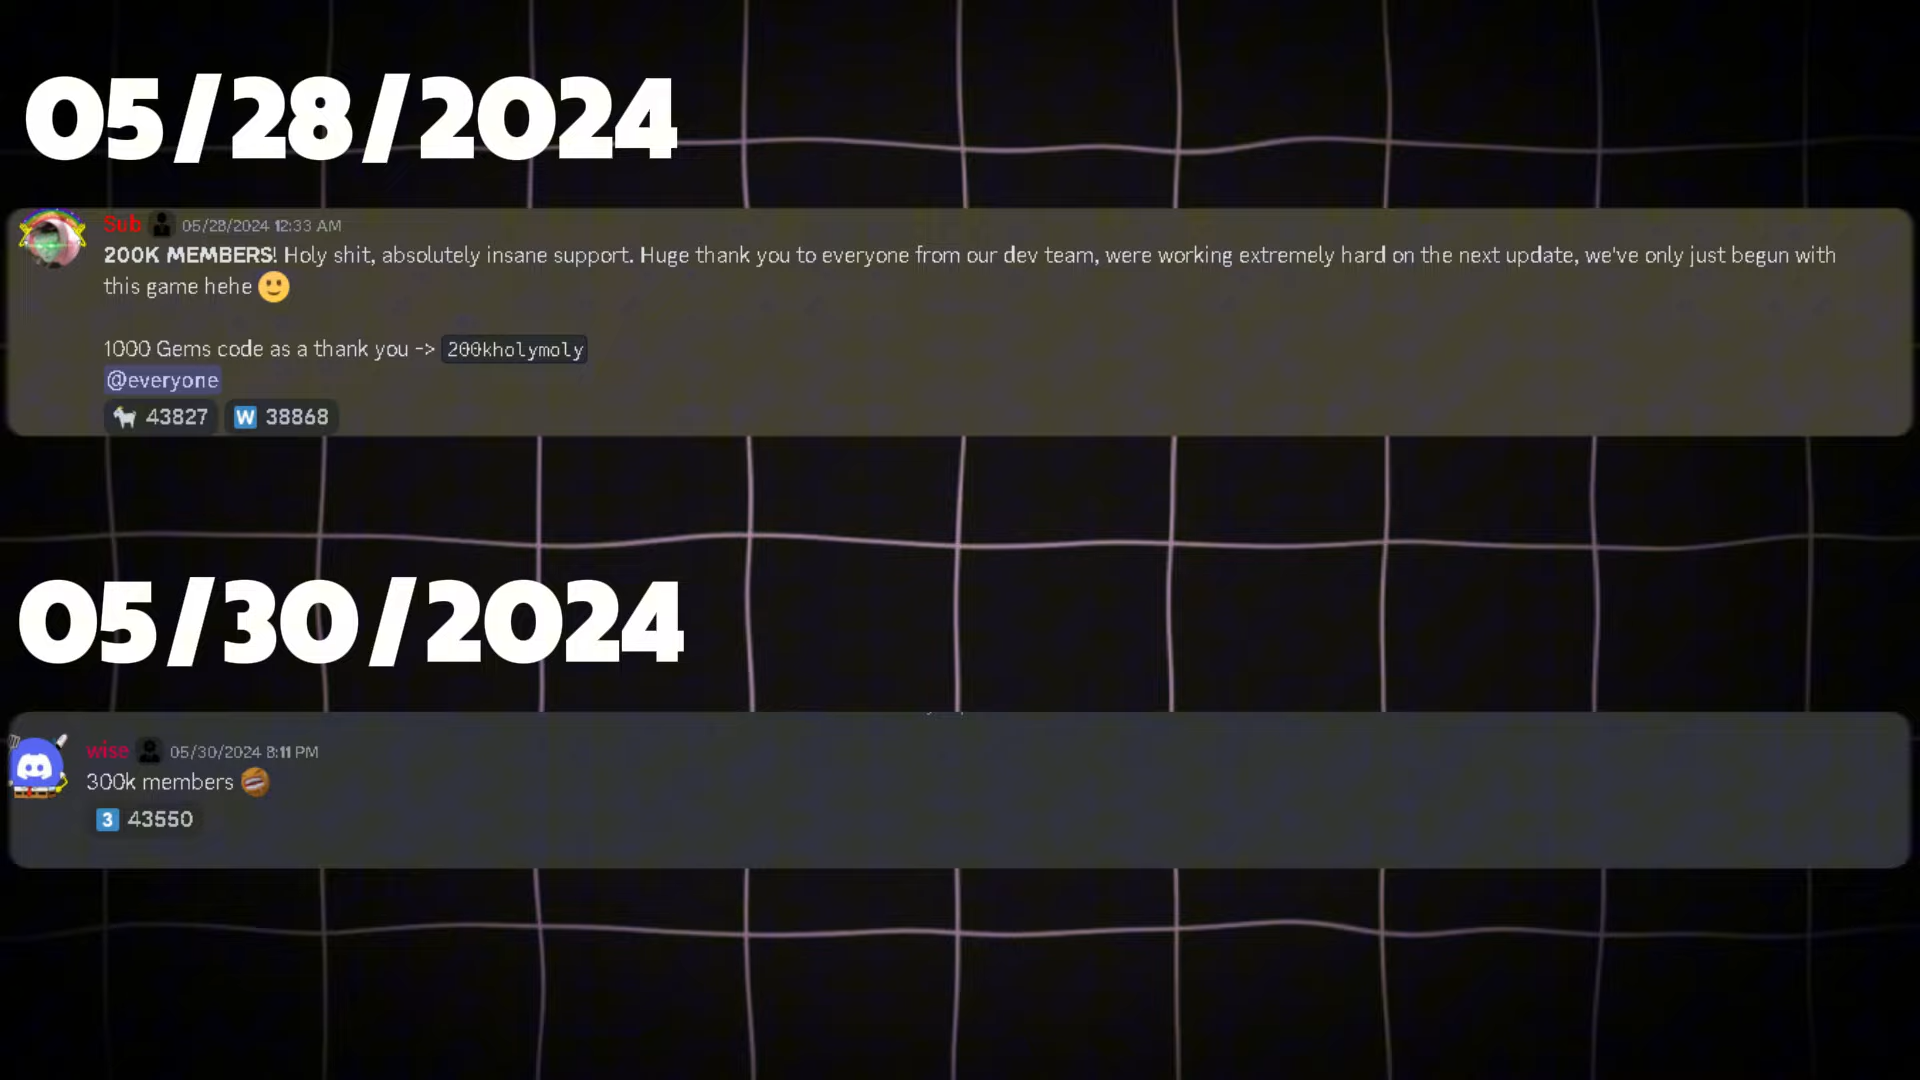 05/28/2024
Sub 05/28/2024 12:33 AM
200K MEMBERS! Holy shit, absolutely insane support. Huge thank you to everyone from our dev team, were working extremely hard on the next update, we've only just begun with
this game hehe 🙂
1000 Gems code as a thank you -> 200kholymoly
@everyone
43827 W 38868
05/30/2024
wise 05/30/2024 8:11 PM
300k members
3 43550